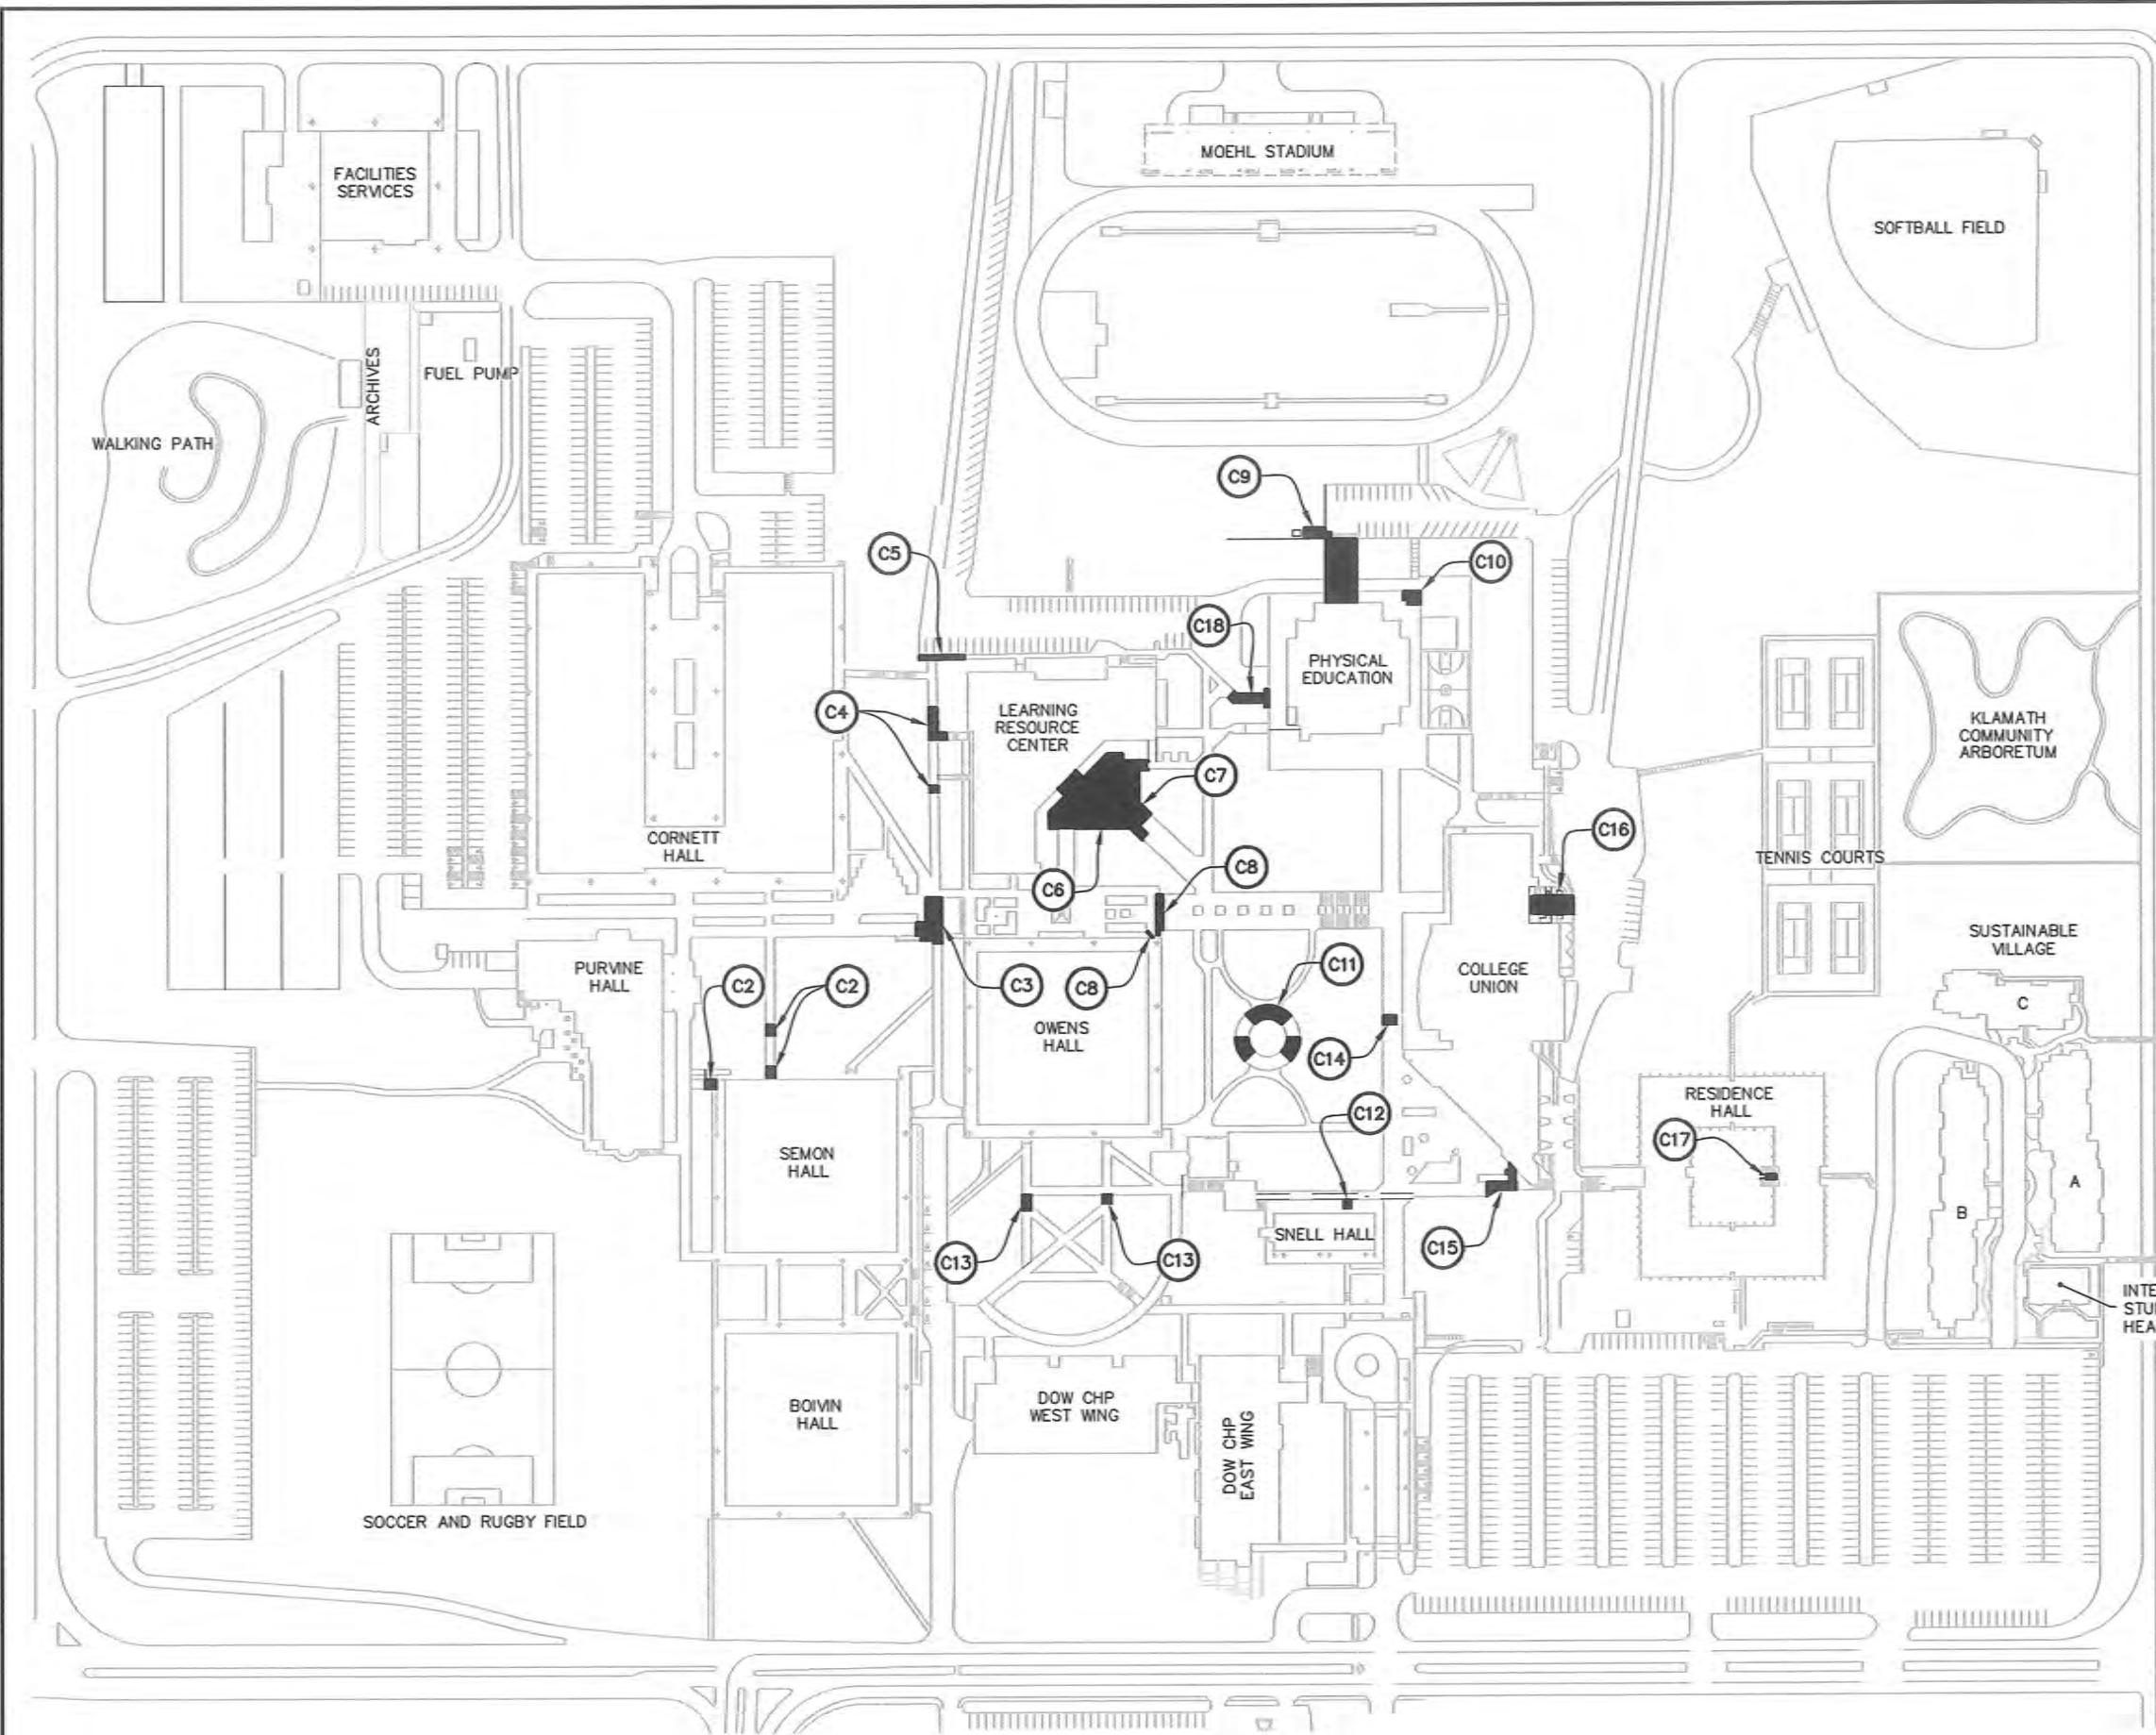 MOEHL STADIUM
FACILITIES
SERVICES
SOFTBALL FIELD
ARCHIVES
FUEL PUMP
WALKING PATH
C9
C5
C10
C18
PHYSICAL
EDUCATION
C4
LEARNING
RESOURCE
CENTER
KLAMATH
COMMUNITY
ARBORETUM
C7
CORNETT
HALL
C16
TENNIS COURTS
C8
C6
SUSTAINABLE
VILLAGE
PURVINE
HALL
C2
C2
C3
C8
C11
COLLEGE
UNION
C
OWENS
HALL
C14
RESIDENCE
HALL
C12
C17
SEMON
HALL
A
B
SNELL HALL
C13
C13
C15
INTE
STU
HEA
DOW CHP
WEST WING
BOIVIN
HALL
DOW CHP
EAST WING
SOCCER AND RUGBY FIELD